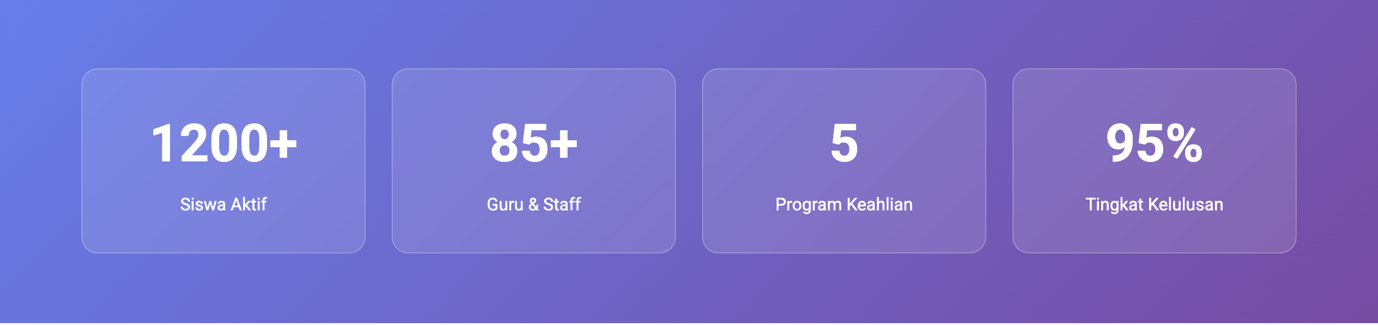 1200+
Siswa Aktif
85+
Guru & Staff
5
Program Keahlian
95%
Tingkat Kelulusan